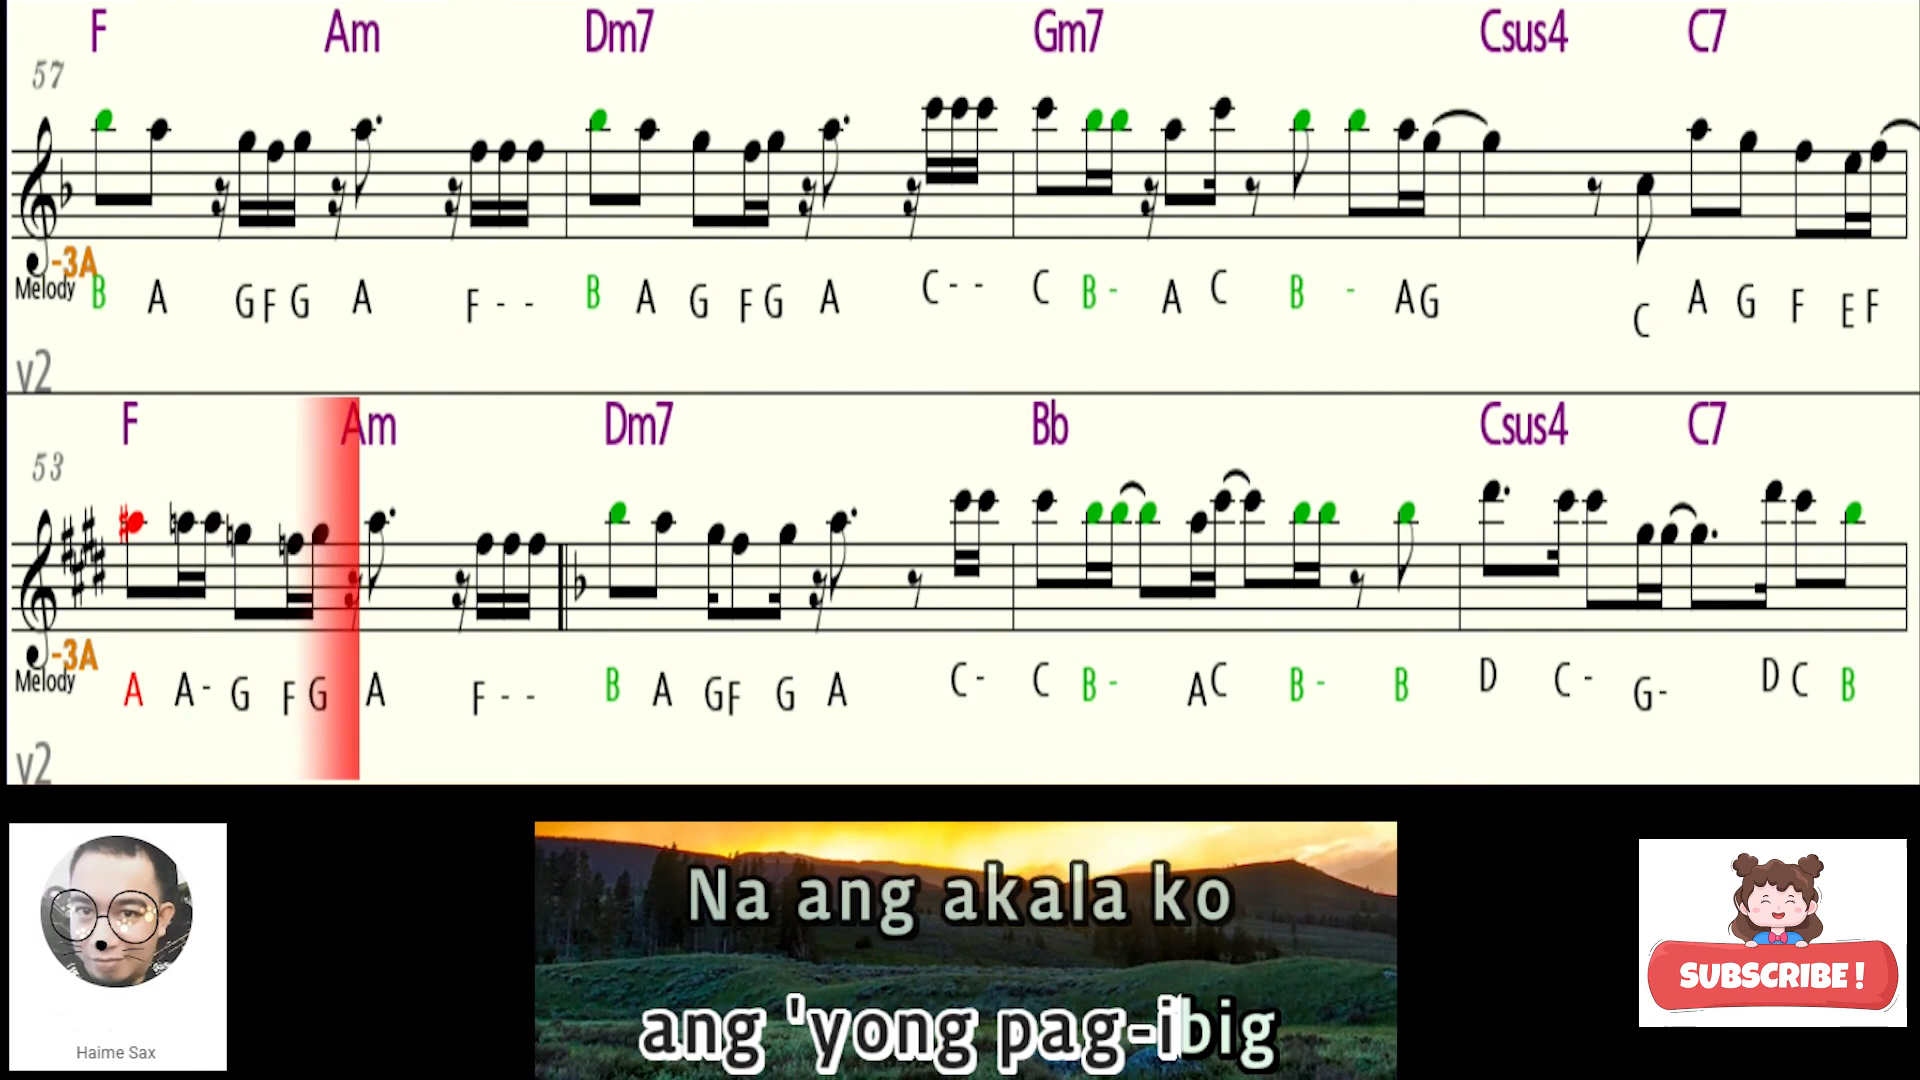 F Am Dm7 Gm7 Csus4 C7
57
-3A
Melody B A G F G A F - - B A G F G A C - - C B - A C B - A G C A G F E F
v2
F Am Dm7 Bb Csus4 C7
53
-3A
Melody A A - G F G A F - - B A G F G A C - C B - A C B - B D C - G - D C B
v2
Na ang akala ko
ang 'yong pag-ibig
Haime Sax
SUBSCRIBE!